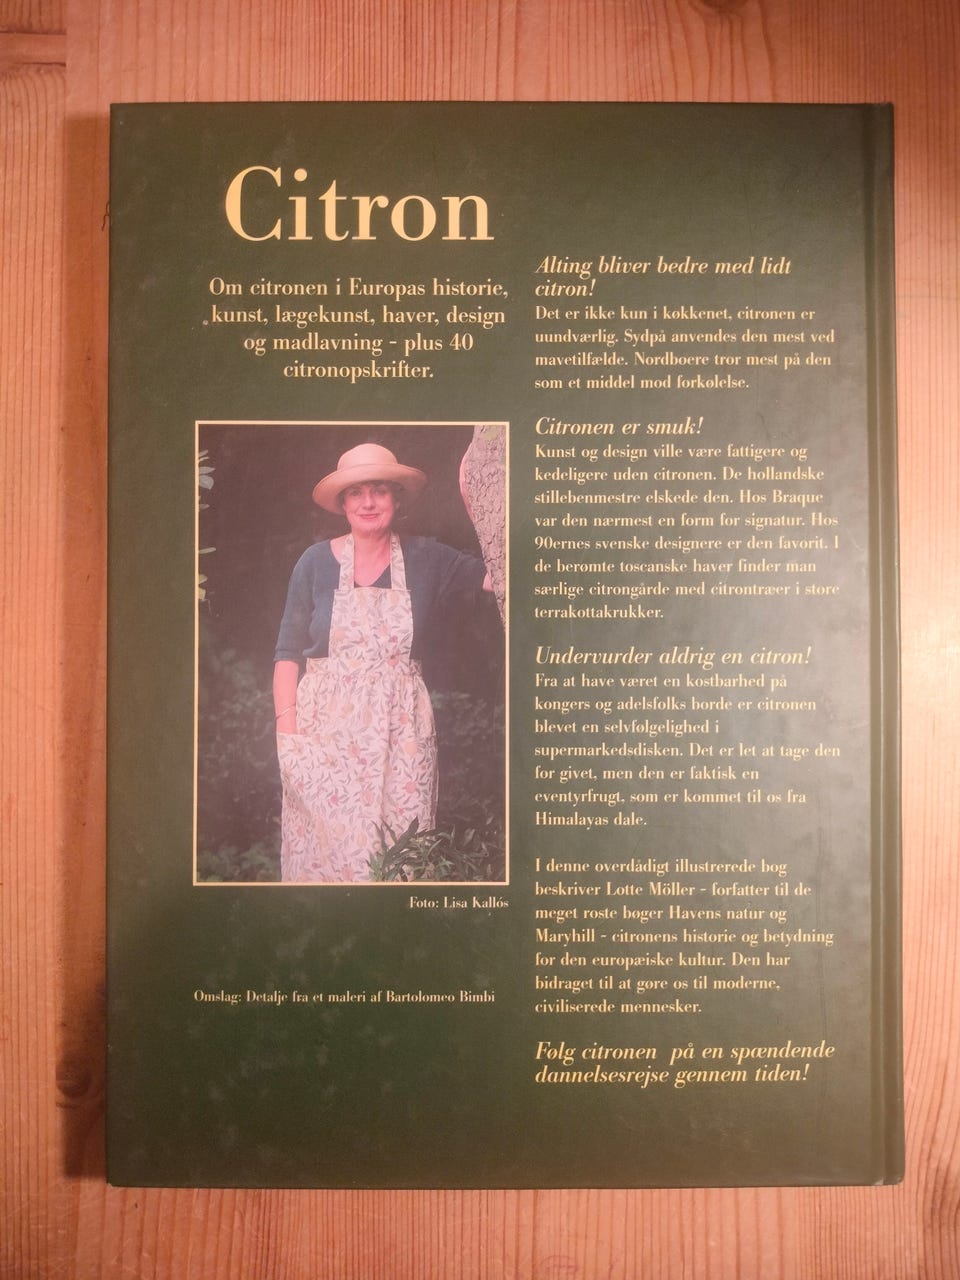 Citron
Om citronen i Europas historie,
kunst, lægekunst, haver, design
og madlavning - plus 40
citronopskrifter.
Foto: Lisa Kallós
Omslag: Detalje fra et maleri af Bartolomeo Bimbi
Alting bliver bedre med lidt
citron!
Det er ikke kun i køkkenet, citronen er
uundværlig. Sydpå anvendes den mest ved
mavetilfælde. Nordboere tror mest på den
som et middel mod forkølelse.
Citronen er smuk!
Kunst og design ville være fattigere og
kedeligere uden citronen. De hollandske
stillebenmestre elskede den. Hos Braque
var den nærmest en form for signatur. Hos
90ernes svenske designere er den favorit. I
de berømte toscanske haver finder man
særlige citrongårde med citrontræer i store
terrakottakrukker.
Undervurder aldrig en citron!
Fra at have været en kostbarhed på
kongers og adelsfolks borde er citronen
blevet en selvfølgelighed i
supermarkedsdisken. Det er let at tage den
for givet, men den er faktisk en
eventyrfrugt, som er kommet til os fra
Himalayas dale.
I denne overdådigt illustrerede bog
beskriver Lotte Möller - forfatter til de
meget roste bøger Havens natur og
Maryhill - citronens historie og betydning
for den europæiske kultur. Den har
bidraget til at gøre os til moderne,
civiliserede mennesker.
Følg citronen på en spændende
dannelsesrejse gennem tiden!